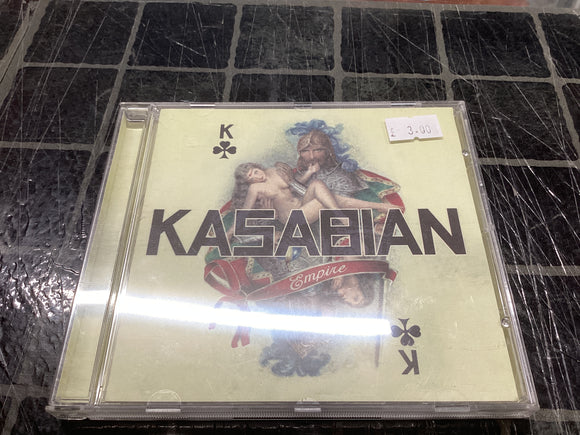 K
£ 3.00
KASABIAN
Empire
K